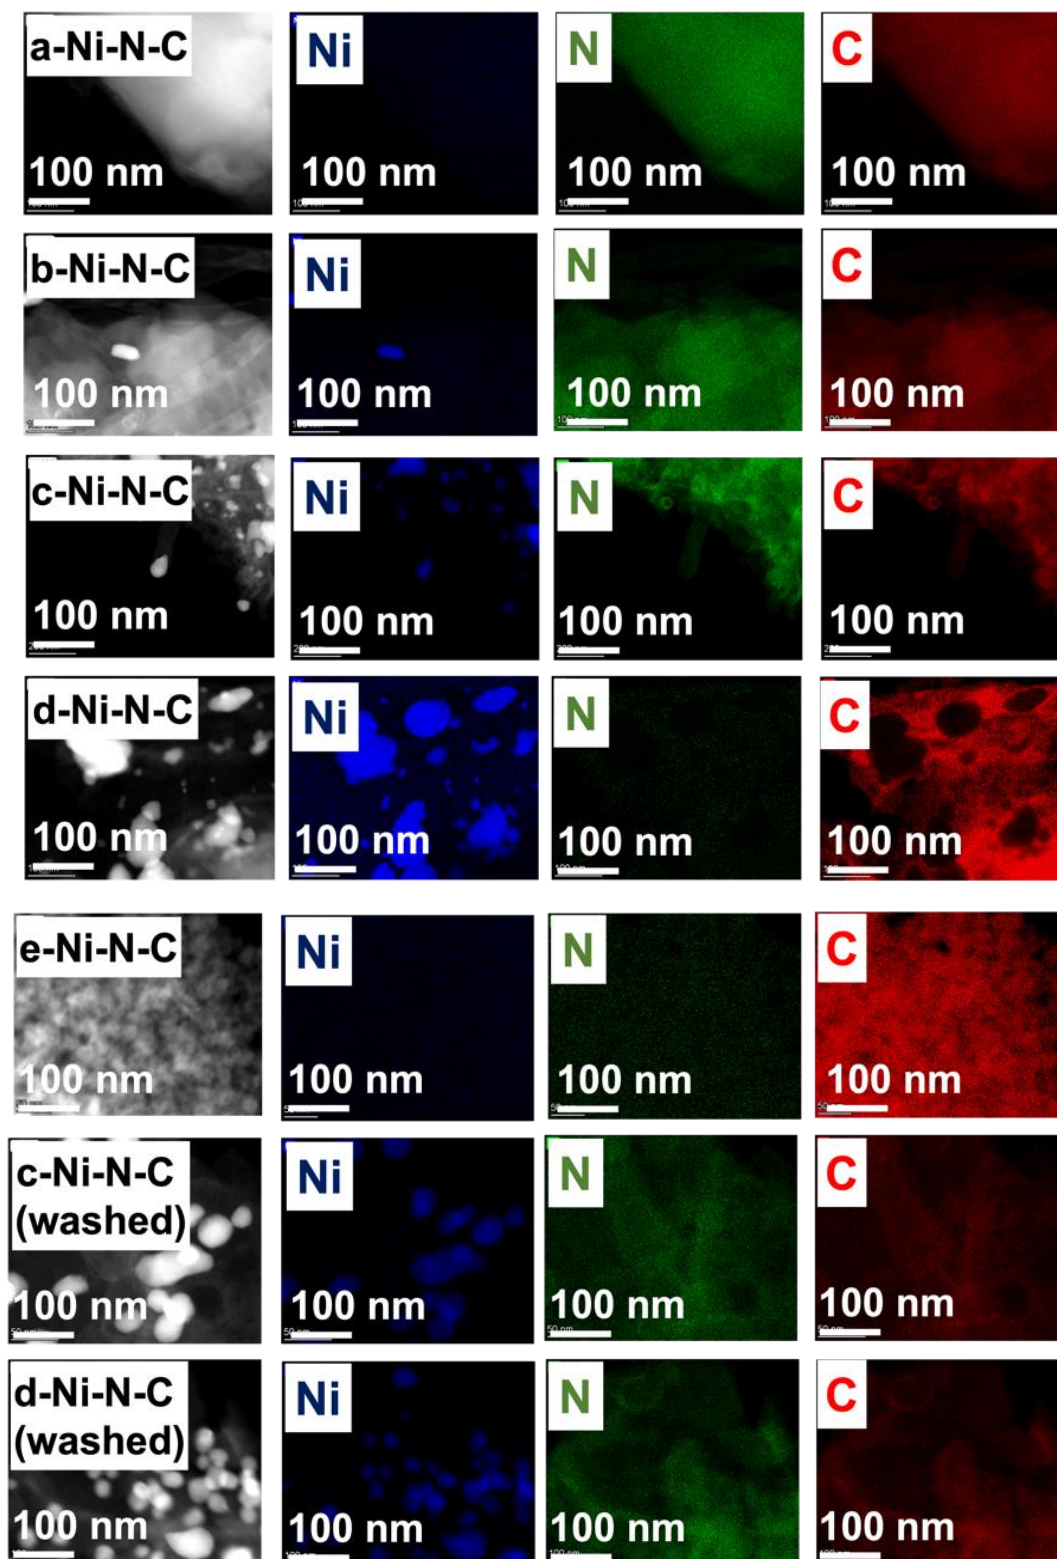 a-Ni-N-C Ni N C
100 nm 100 nm 100 nm 100 nm
b-Ni-N-C Ni N C
100 nm 100 nm 100 nm 100 nm
c-Ni-N-C Ni N C
100 nm 100 nm 100 nm 100 nm
d-Ni-N-C Ni N C
100 nm 100 nm 100 nm 100 nm
e-Ni-N-C Ni N C
100 nm 100 nm 100 nm 100 nm
c-Ni-N-C Ni N C
(washed)
100 nm 100 nm 100 nm 100 nm
d-Ni-N-C Ni N C
(washed)
100 nm 100 nm 100 nm 100 nm